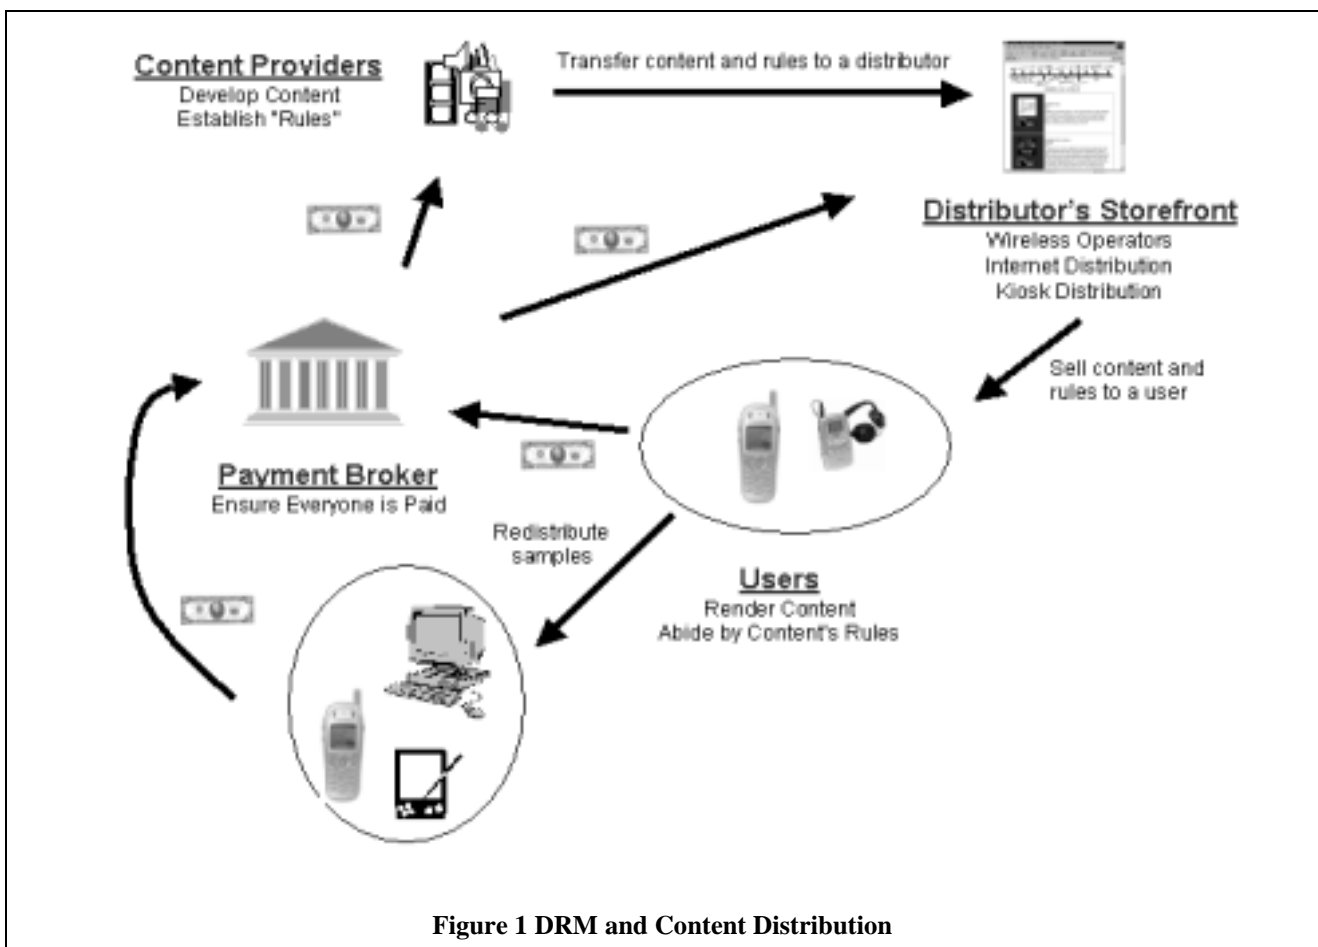 Content Providers
Develop Content
Establish "Rules"
Transfer content and rules to a distributor
Distributor's Storefront
Wireless Operators
Internet Distribution
Kiosk Distribution
Sell content and
rules to a user
Payment Broker
Ensure Everyone is Paid
Redistribute
samples
Users
Render Content
Abide by Content's Rules
Figure 1 DRM and Content Distribution